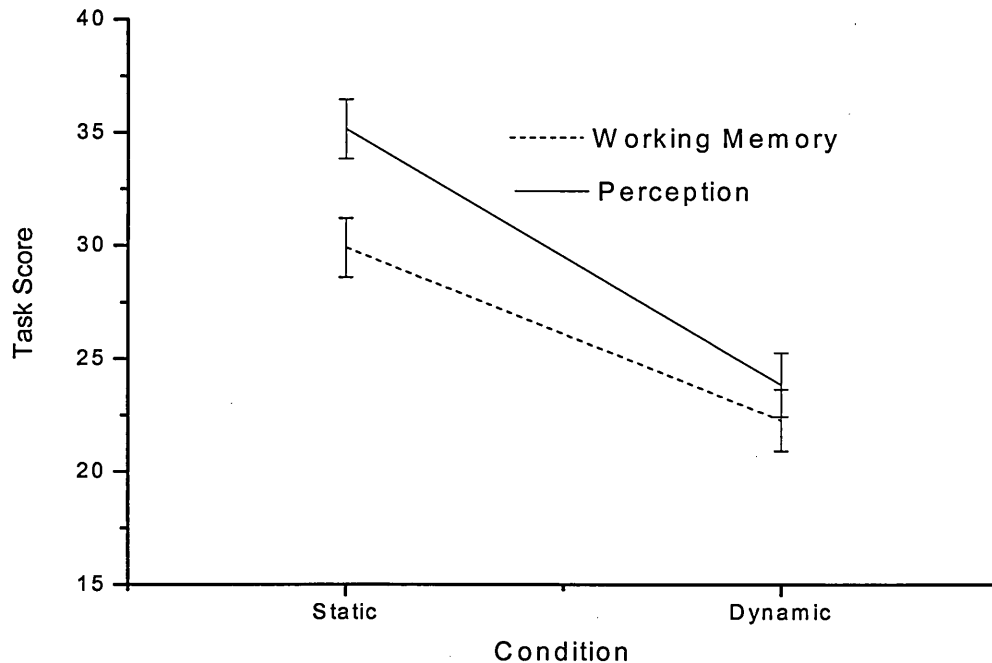 40
35
30
25
20
15
Task Score
Working Memory
Perception
Static
Dynamic
Condition